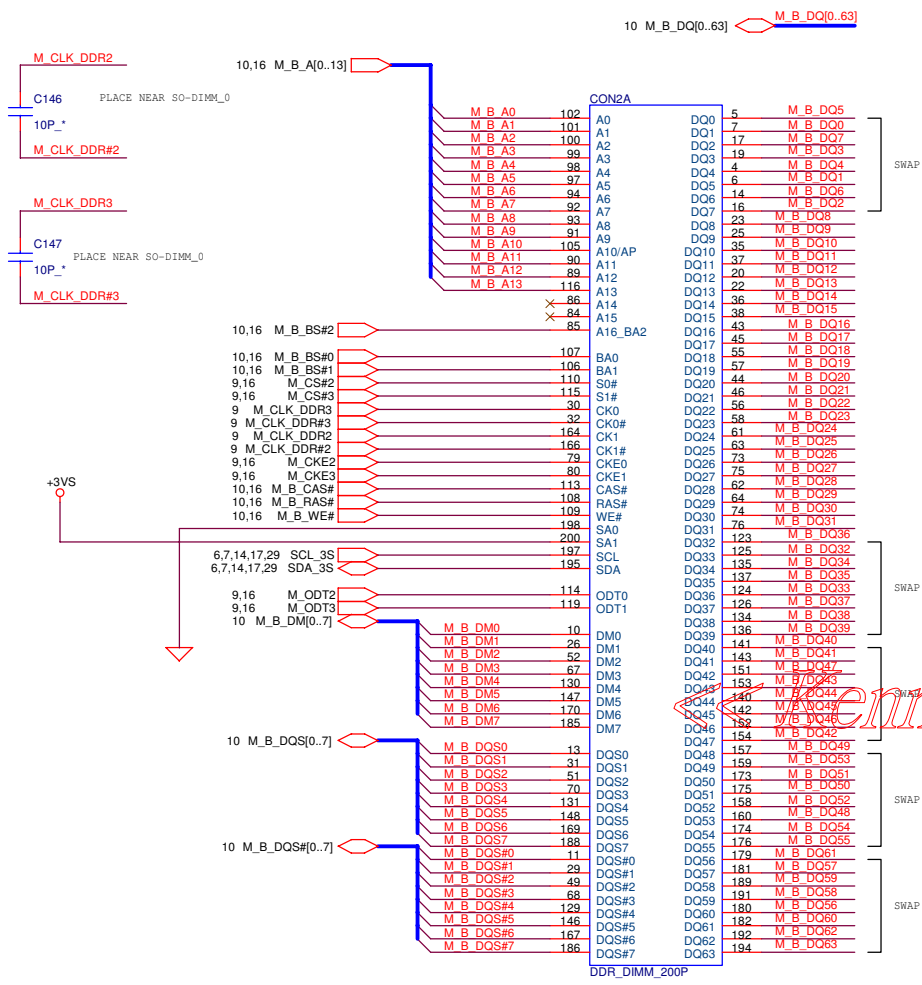 M_B_DQ[0..63]
10 M_B_DQ[0..63]
M_CLK_DDR2
C146
PLACE NEAR SO-DIMM_0
10P_*
M_CLK_DDR#2
M_CLK_DDR3
C147
PLACE NEAR SO-DIMM_0
10P_*
M_CLK_DDR#3
10,16 M_B_A[0..13]
CON2A
M_B_A0 102 A0 DQ0 5 M_B_DQ5
M_B_A1 101 A1 DQ1 7 M_B_DQ0
M_B_A2 100 A2 DQ2 17 M_B_DQ7
M_B_A3 99 A3 DQ3 19 M_B_DQ3
M_B_A4 98 A4 DQ4 4 M_B_DQ4
M_B_A5 97 A5 DQ5 6 M_B_DQ1
M_B_A6 94 A6 DQ6 14 M_B_DQ6
M_B_A7 92 A7 DQ7 16 M_B_DQ2
SWAP
M_B_A8 93 A8 DQ8 23 M_B_DQ8
M_B_A9 91 A9 DQ9 25 M_B_DQ9
M_B_A10 105 A10/AP DQ10 35 M_B_DQ10
M_B_A11 90 A11 DQ11 37 M_B_DQ11
M_B_A12 89 A12 DQ12 20 M_B_DQ12
M_B_A13 116 A13 DQ13 22 M_B_DQ13
86 A14 DQ14 36 M_B_DQ14
84 A15 DQ15 38 M_B_DQ15
10,16 M_B_BS#2 85 A16_BA2 DQ16 43 M_B_DQ16
DQ17 45 M_B_DQ17
10,16 M_B_BS#0 107 BA0 DQ18 55 M_B_DQ18
10,16 M_B_BS#1 106 BA1 DQ19 57 M_B_DQ19
9,16 M_CS#2 110 S0# DQ20 44 M_B_DQ20
9,16 M_CS#3 115 S1# DQ21 46 M_B_DQ21
9 M_CLK_DDR3 30 CK0 DQ22 56 M_B_DQ22
9 M_CLK_DDR#3 32 CK0# DQ23 58 M_B_DQ23
9 M_CLK_DDR2 164 CK1 DQ24 61 M_B_DQ24
9 M_CLK_DDR#2 166 CK1# DQ25 63 M_B_DQ25
9,16 M_CKE2 79 CKE0 DQ26 73 M_B_DQ26
9,16 M_CKE3 80 CKE1 DQ27 75 M_B_DQ27
10,16 M_B_CAS# 113 CAS# DQ28 62 M_B_DQ28
10,16 M_B_RAS# 108 RAS# DQ29 64 M_B_DQ29
10,16 M_B_WE# 109 WE# DQ30 74 M_B_DQ30
+3VS
198 SA0 DQ31 76 M_B_DQ31
200 SA1 DQ32 123 M_B_DQ36
6,7,14,17,29 SCL_3S 197 SCL DQ33 125 M_B_DQ32
6,7,14,17,29 SDA_3S 195 SDA DQ34 135 M_B_DQ34
DQ35 137 M_B_DQ35
9,16 M_ODT2 114 ODT0 DQ36 124 M_B_DQ33
9,16 M_ODT3 119 ODT1 DQ37 126 M_B_DQ37
10 M_B_DM[0..7] DQ38 134 M_B_DQ38
M_B_DM0 10 DM0 DQ39 136 M_B_DQ39
SWAP
M_B_DM1 26 DM1 DQ40 141 M_B_DQ40
M_B_DM2 52 DM2 DQ41 143 M_B_DQ41
M_B_DM3 67 DM3 DQ42 151 M_B_DQ47
M_B_DM4 130 DM4 DQ43 153 M_B_DQ43
M_B_DM5 147 DM5 DQ44 140 M_B_DQ44
M_B_DM6 170 DM6 DQ45 142 M_B_DQ45
M_B_DM7 185 DM7 DQ46 152 M_B_DQ46
DQ47 154 M_B_DQ42
SWAP
10 M_B_DQS[0..7]
M_B_DQS0 13 DQS0 DQ48 157 M_B_DQ49
M_B_DQS1 31 DQS1 DQ49 159 M_B_DQ53
M_B_DQS2 51 DQS2 DQ50 173 M_B_DQ51
M_B_DQS3 70 DQS3 DQ51 175 M_B_DQ50
M_B_DQS4 131 DQS4 DQ52 158 M_B_DQ52
M_B_DQS5 148 DQS5 DQ53 160 M_B_DQ48
M_B_DQS6 169 DQS6 DQ54 174 M_B_DQ54
M_B_DQS7 188 DQS7 DQ55 176 M_B_DQ55
SWAP
10 M_B_DQS#[0..7]
M_B_DQS#0 11 DQS#0 DQ56 179 M_B_DQ61
M_B_DQS#1 29 DQS#1 DQ57 181 M_B_DQ57
M_B_DQS#2 49 DQS#2 DQ58 189 M_B_DQ59
M_B_DQS#3 68 DQS#3 DQ59 191 M_B_DQ58
M_B_DQS#4 129 DQS#4 DQ60 180 M_B_DQ56
M_B_DQS#5 146 DQS#5 DQ61 182 M_B_DQ60
M_B_DQS#6 167 DQS#6 DQ62 192 M_B_DQ62
M_B_DQS#7 186 DQS#7 DQ63 194 M_B_DQ63
SWAP
DDR_DIMM_200P